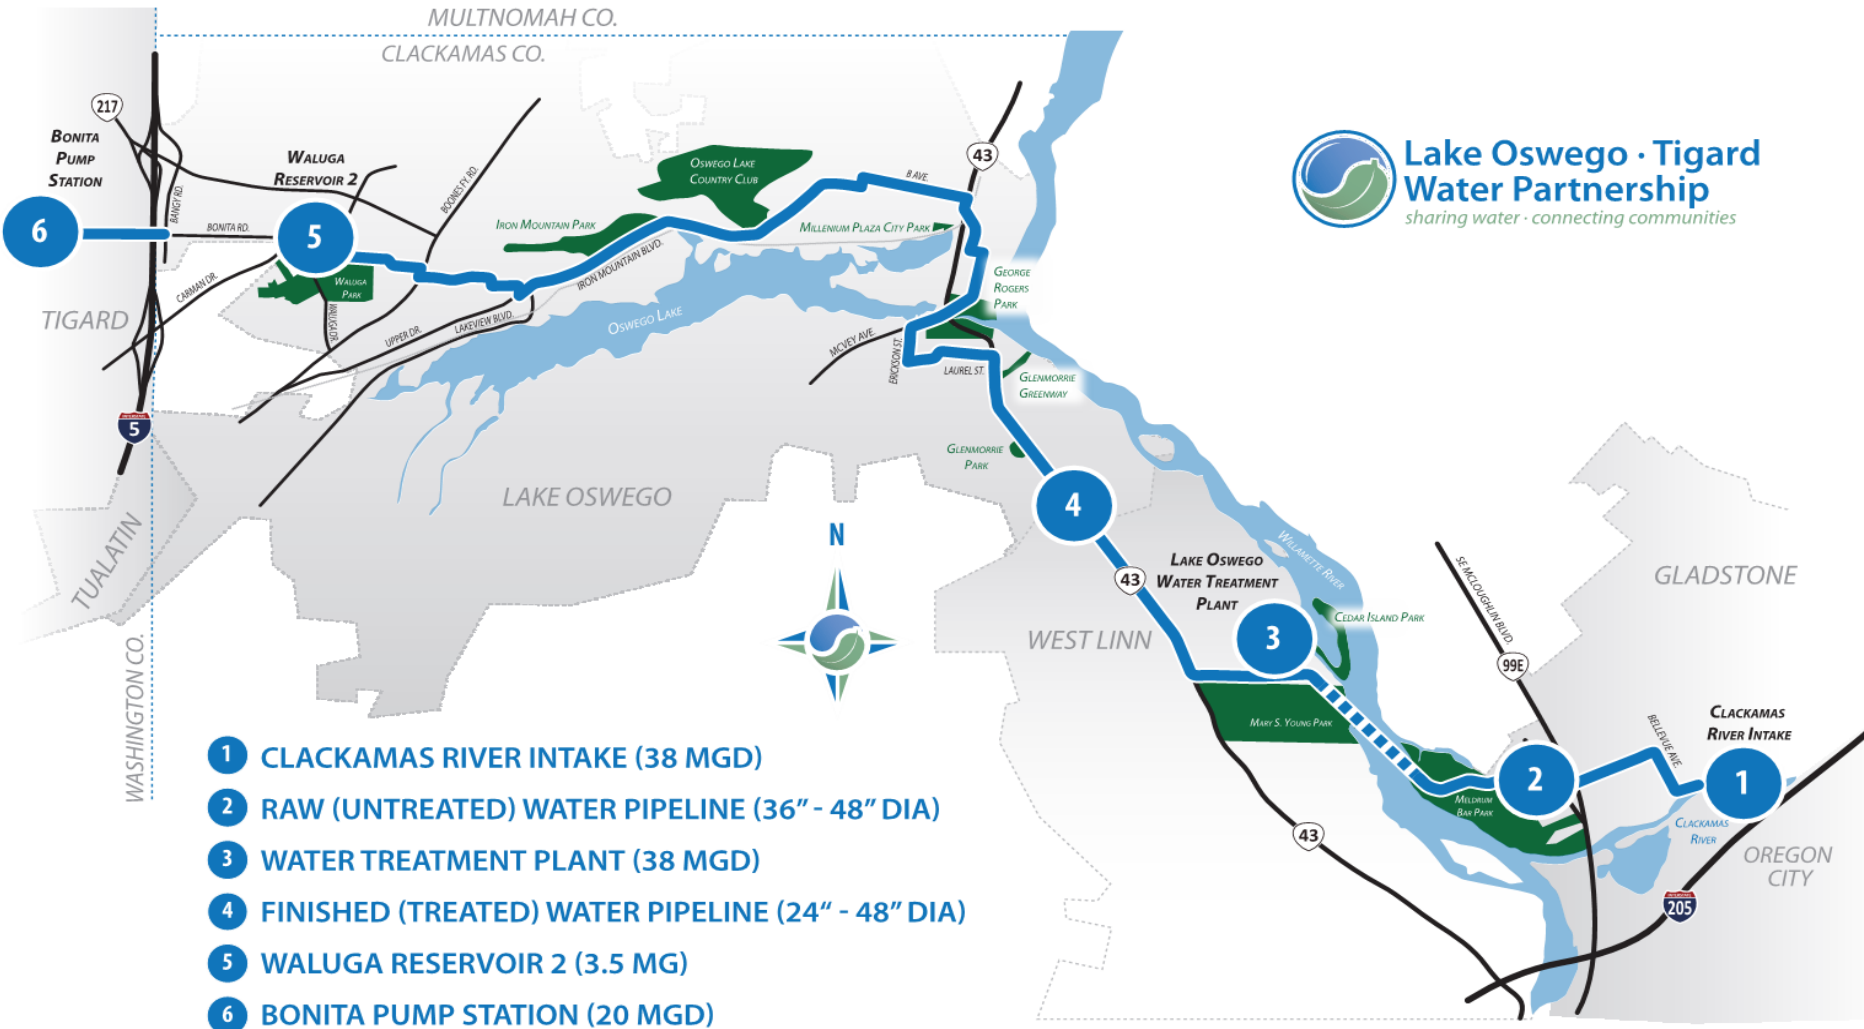 MULTNOMAH CO.
CLACKAMAS CO.
217
BONITA
PUMP
STATION
WALUGA
RESERVOIR 2
BANGY RD.
BONITA RD.
BOONES FY. RD.
6
5
CARMAN DR.
WALUGA
PARK
WALUGA DR.
UPPER DR.
LAKEVIEW BLVD.
TIGARD
5
TUALATIN
WASHINGTON CO.
IRON MOUNTAIN PARK
IRON MOUNTAIN BLVD.
OSWEGO LAKE
COUNTRY CLUB
MILLENIUM PLAZA CITY PARK
B AVE.
43
GEORGE
ROGERS
PARK
OSWEGO LAKE
MCVEY AVE.
ERICKSON ST.
LAUREL ST.
GLENMORRIE
GREENWAY
GLENMORRIE
PARK
LAKE OSWEGO
4
43
N
WEST LINN
LAKE OSWEGO
WATER TREATMENT
PLANT
3
WILLAMETTE RIVER
CEDAR ISLAND PARK
MARY S. YOUNG PARK
43
MELDRUM
BAR PARK
2
SE MCLOUGHLIN BLVD.
99E
GLADSTONE
BELLEVUE AVE.
CLACKAMAS
RIVER INTAKE
1
CLACKAMAS
RIVER
OREGON
CITY
INTERSTATE
205
Lake Oswego · Tigard
Water Partnership
sharing water · connecting communities
1 CLACKAMAS RIVER INTAKE (38 MGD)
2 RAW (UNTREATED) WATER PIPELINE (36” - 48” DIA)
3 WATER TREATMENT PLANT (38 MGD)
4 FINISHED (TREATED) WATER PIPELINE (24“ - 48” DIA)
5 WALUGA RESERVOIR 2 (3.5 MG)
6 BONITA PUMP STATION (20 MGD)